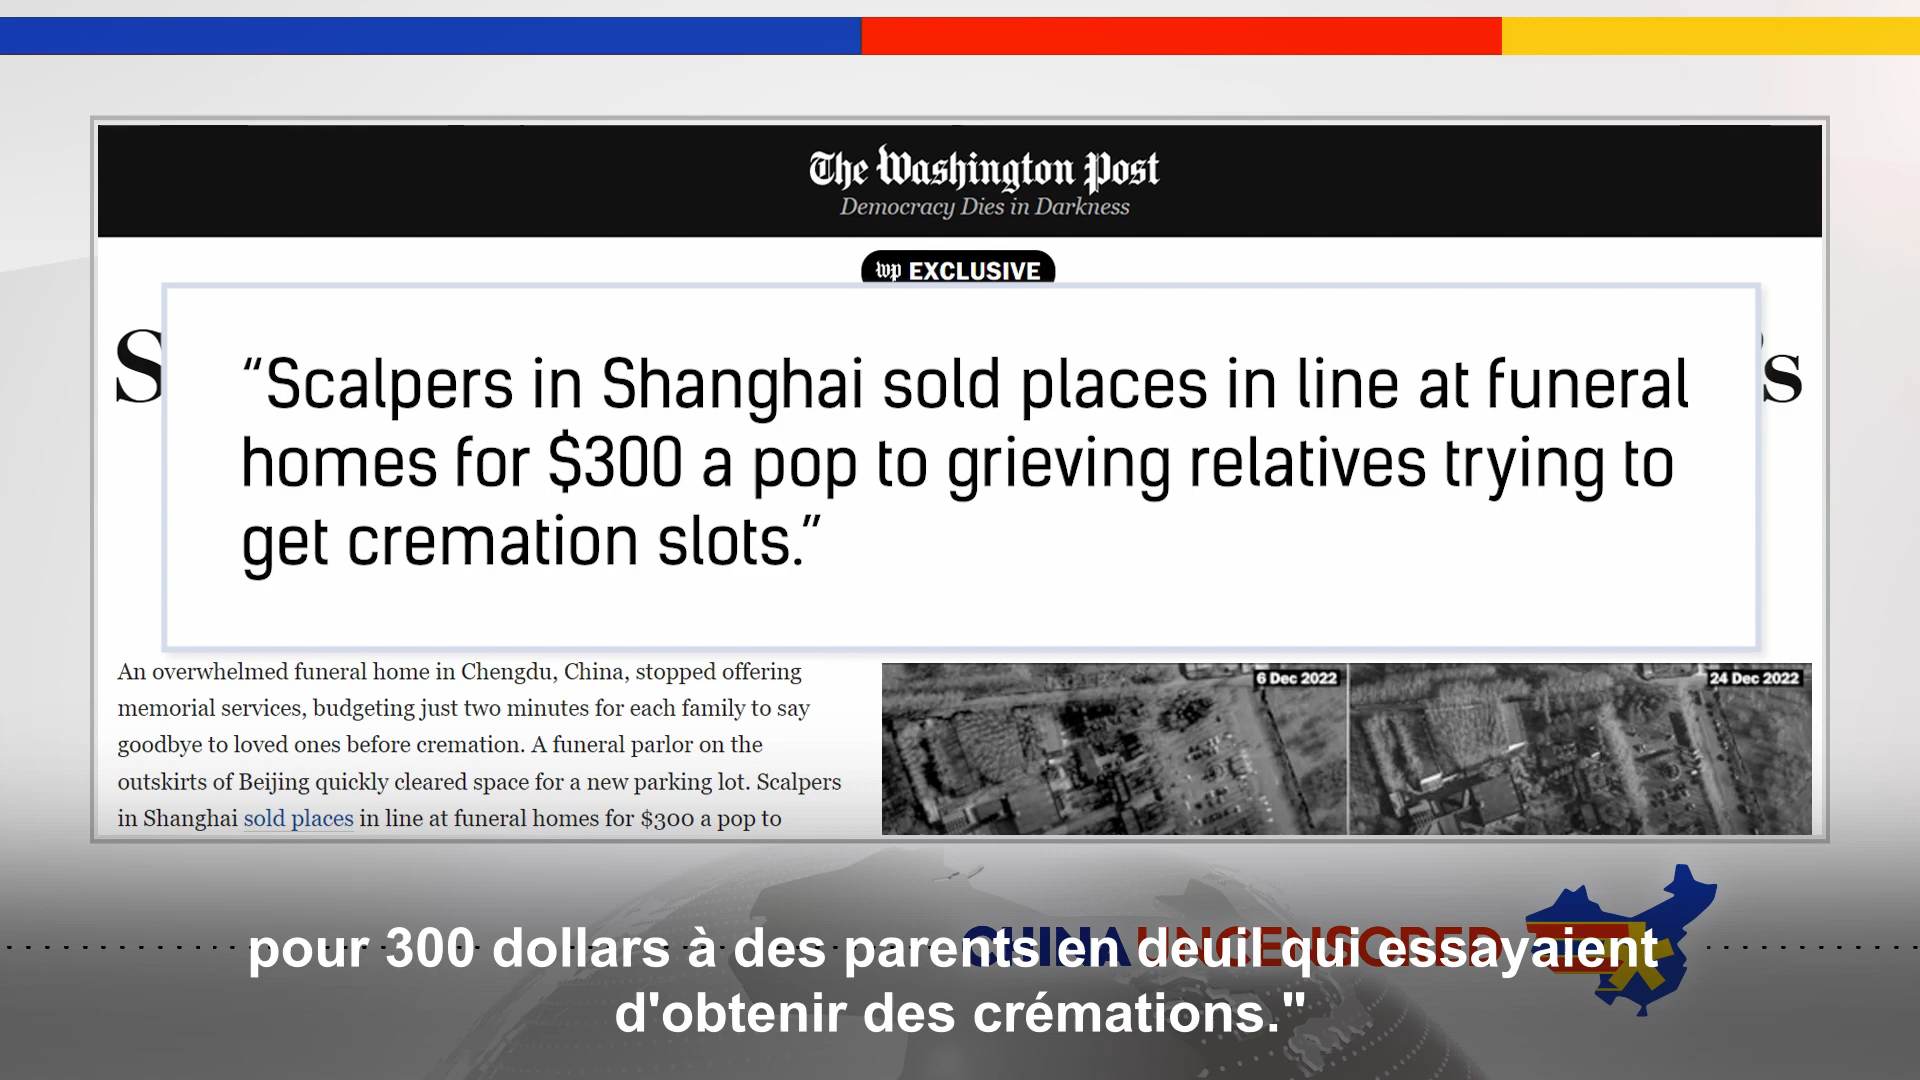 The Washington Post
Democracy Dies in Darkness
wp EXCLUSIVE
“Scalpers in Shanghai sold places in line at funeral
homes for $300 a pop to grieving relatives trying to
get cremation slots.”
An overwhelmed funeral home in Chengdu, China, stopped offering
memorial services, budgeting just two minutes for each family to say
goodbye to loved ones before cremation. A funeral parlor on the
outskirts of Beijing quickly cleared space for a new parking lot. Scalpers
in Shanghai sold places in line at funeral homes for $300 a pop to
6 Dec 2022
24 Dec 2022
CHINA UNCENSORED
pour 300 dollars à des parents en deuil qui essayaient
d'obtenir des crémations."